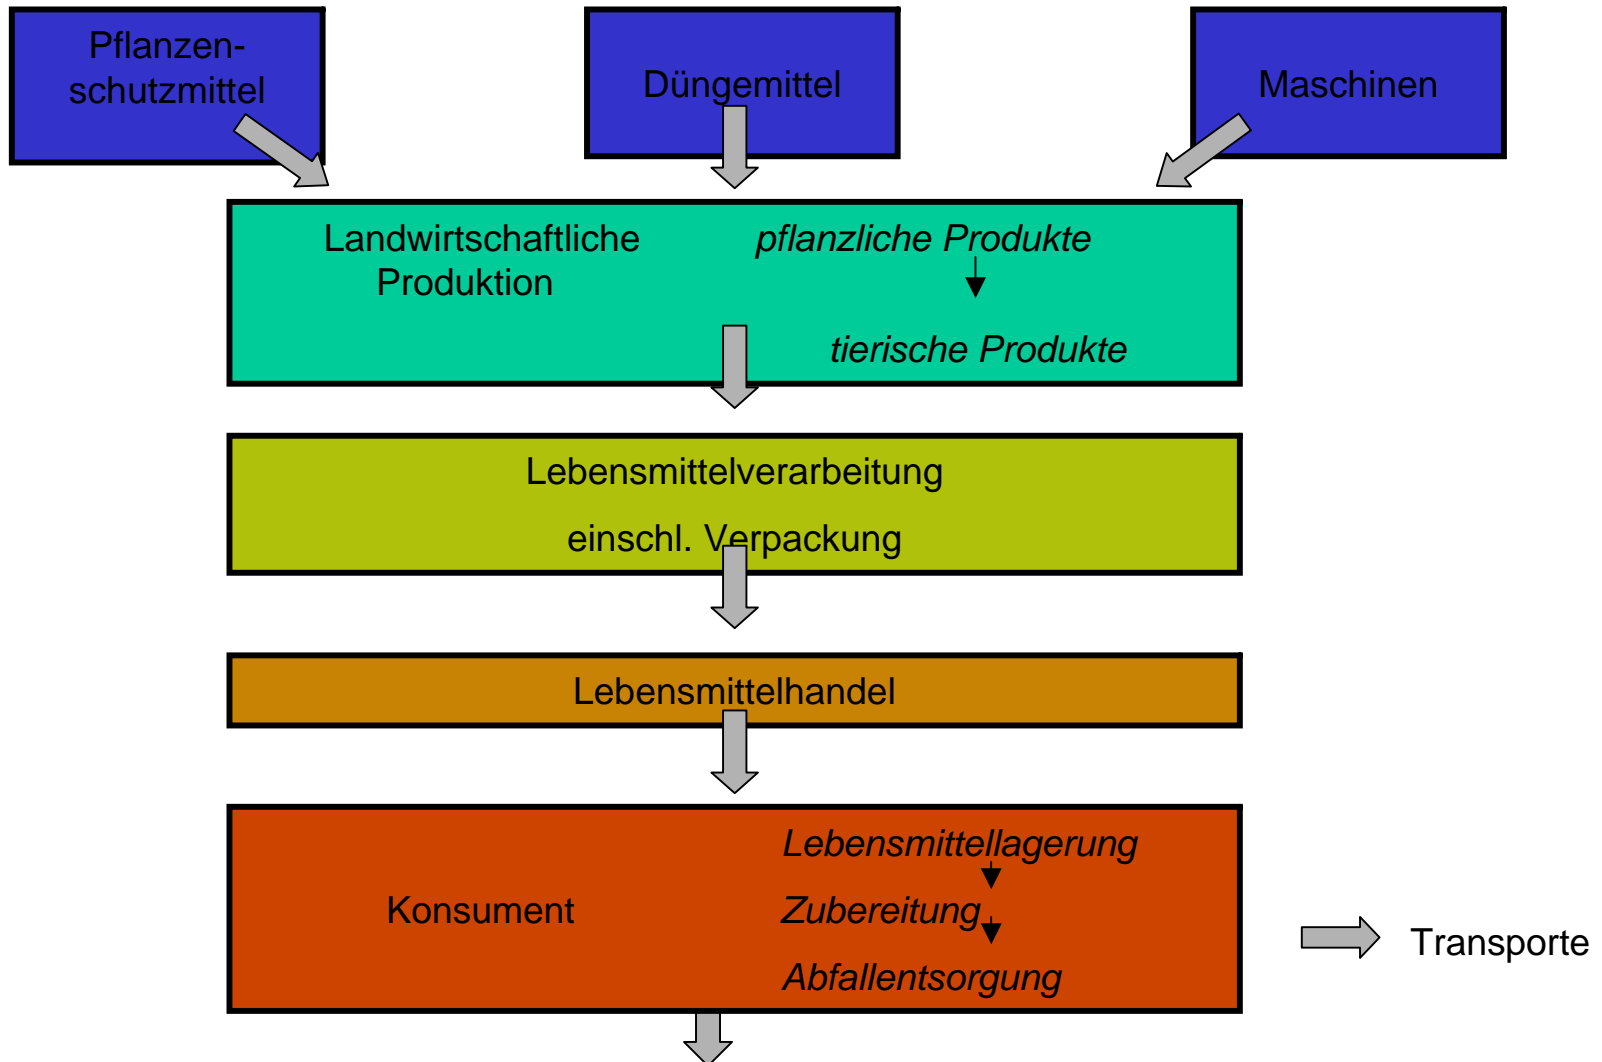 Pflanzen-
schutzmittel
Düngemittel
Maschinen
Landwirtschaftliche
Produktion
pflanzliche Produkte
tierische Produkte
Lebensmittelverarbeitung
einschl. Verpackung
Lebensmittelhandel
Konsument
Lebensmittellagerung
Zubereitung
Abfallentsorgung
Transporte